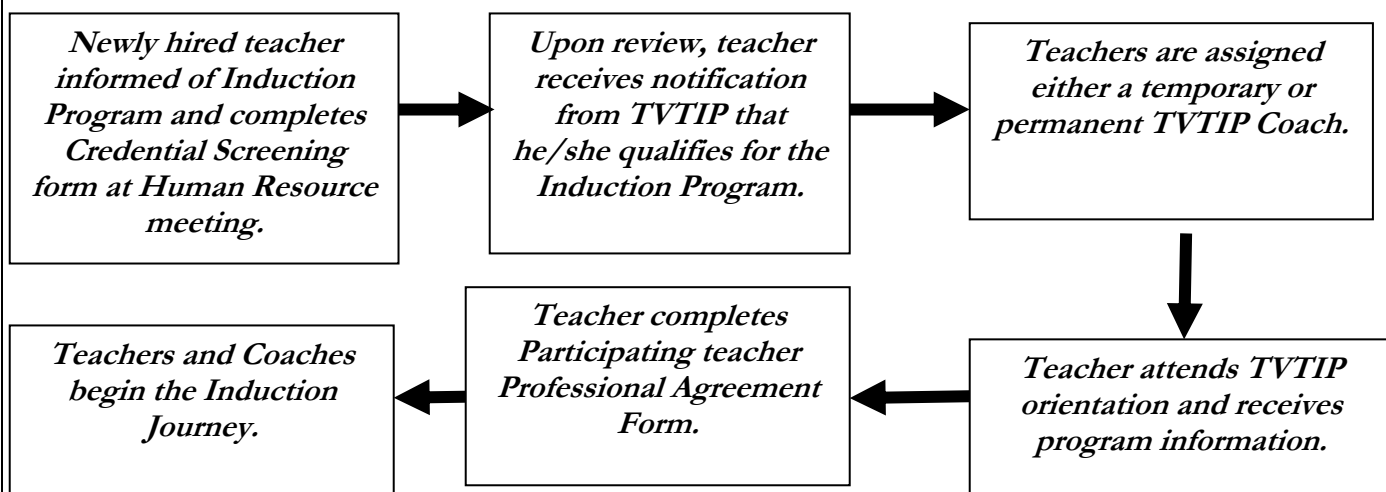 Newly hired teacher
informed of Induction
Program and completes
Credential Screening
form at Human Resource
meeting.
Upon review, teacher
receives notification
from TVTIP that
he/she qualifies for the
Induction Program.
Teachers are assigned
either a temporary or
permanent TVTIP Coach.
Teacher attends TVTIP
orientation and receives
program information.
Teacher completes
Participating teacher
Professional Agreement
Form.
Teachers and Coaches
begin the Induction
Journey.